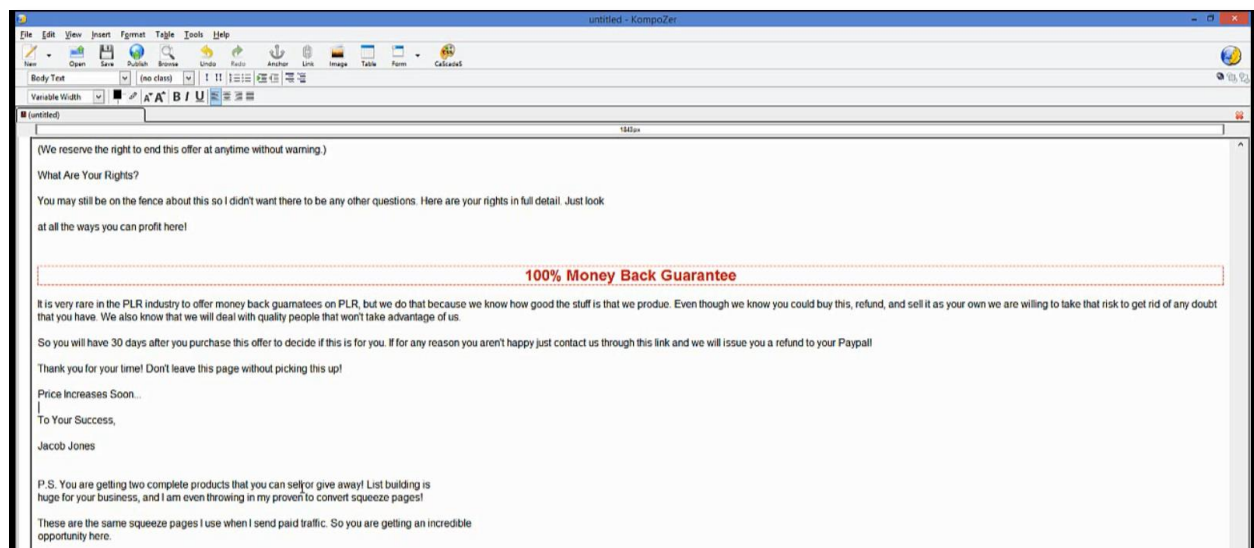 untitled - KompoZer
File Edit View Insert Format Table Tools Help
New Open Save Publish Browse Undo Redo Anchor Link Image Table Form CaScadeS
Body Text (no class)
Variable Width A A B I U
(untitled)
(We reserve the right to end this offer at anytime without warning.)
What Are Your Rights?
You may still be on the fence about this so I didn't want there to be any other questions. Here are your rights in full detail. Just look
at all the ways you can profit here!
100% Money Back Guarantee
It is very rare in the PLR industry to offer money back guarnatees on PLR, but we do that because we know how good the stuff is that we produe. Even though we know you could buy this, refund, and sell it as your own we are willing to take that risk to get rid of any doubt
that you have. We also know that we will deal with quality people that won't take advantage of us.
So you will have 30 days after you purchase this offer to decide if this is for you. If for any reason you aren't happy just contact us through this link and we will issue you a refund to your Paypal!
Thank you for your time! Don't leave this page without picking this up!
Price Increases Soon...
To Your Success,
Jacob Jones
P.S. You are getting two complete products that you can sell or give away! List building is
huge for your business, and I am even throwing in my proven to convert squeeze pages!
These are the same squeeze pages I use when I send paid traffic. So you are getting an incredible
opportunity here.